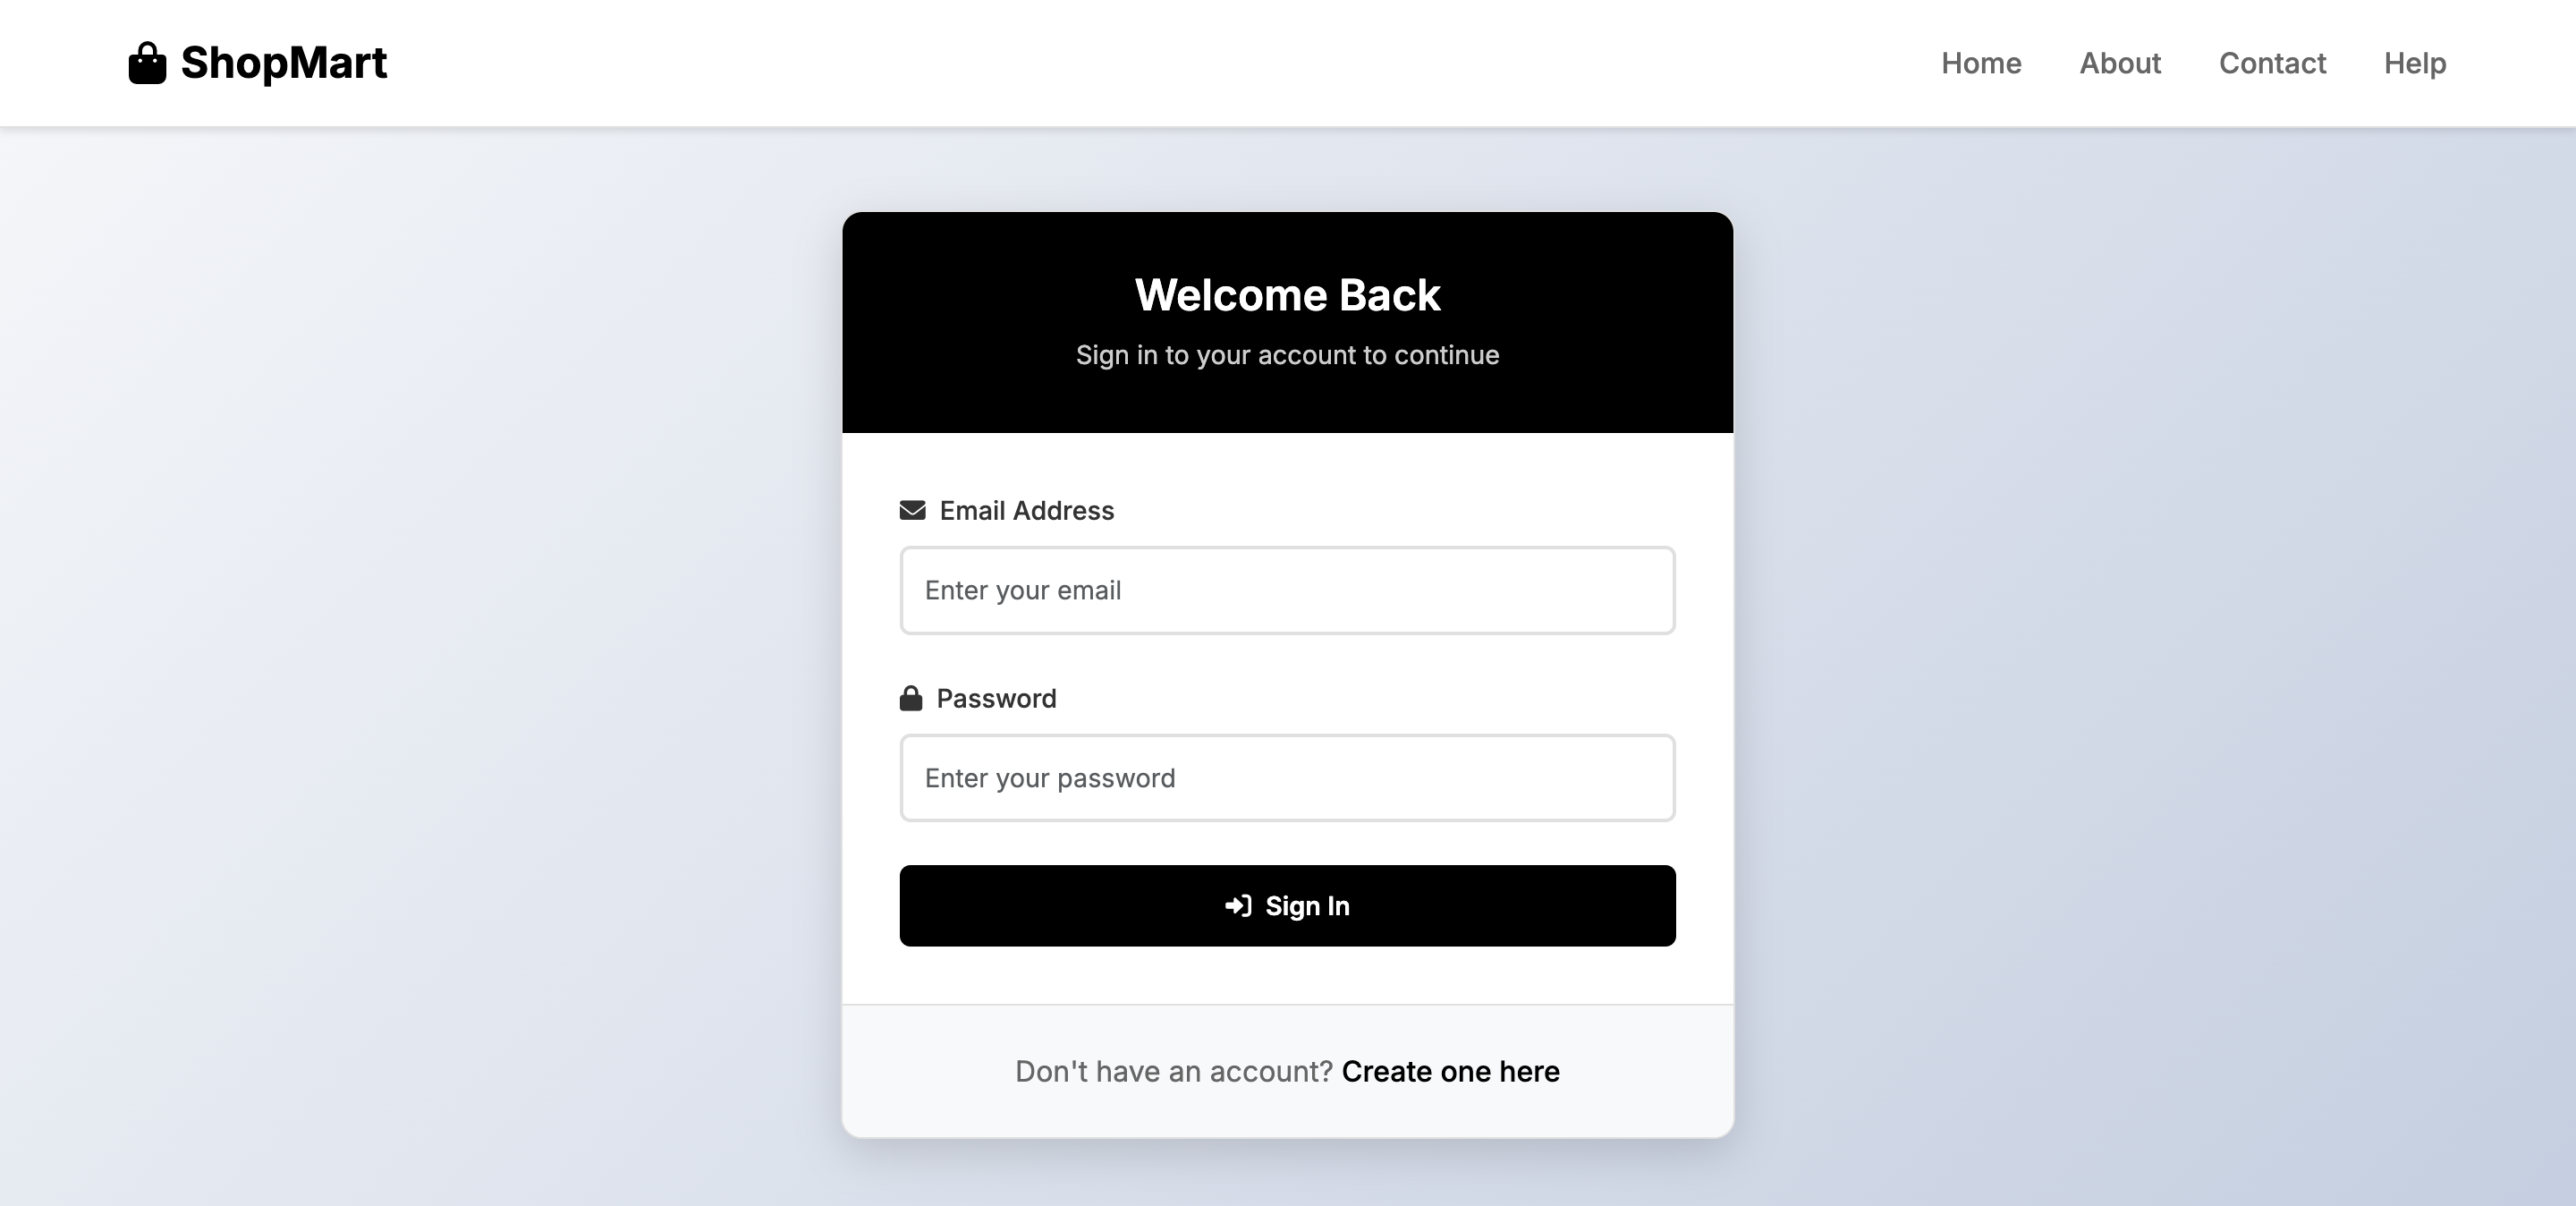 ShopMart
Home
About
Contact
Help
Welcome Back
Sign in to your account to continue
Email Address
Enter your email
Password
Enter your password
Sign In
Don't have an account? Create one here